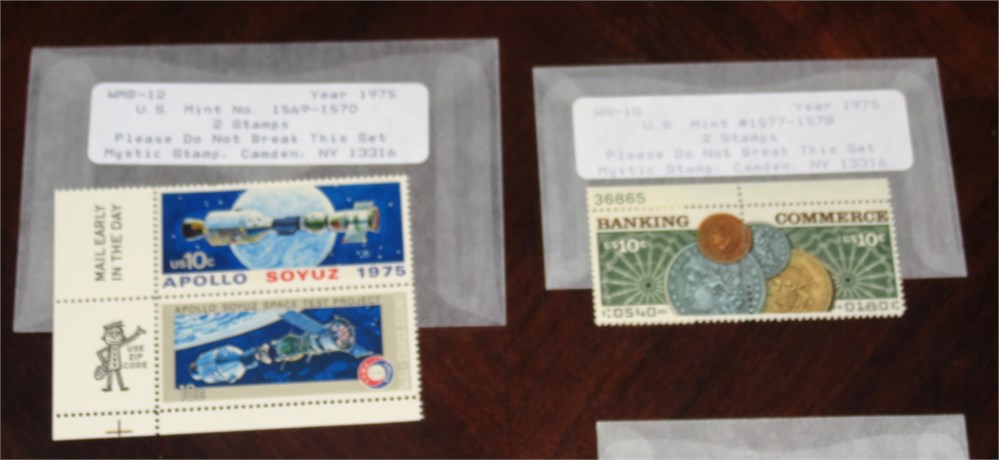 WMB-12 Year 1975
U.S. Mint No. 1569-1570
2 Stamps
Please Do Not Break This Set
Mystic Stamp, Camden, NY 13316
MAIL EARLY
IN THE DAY
US 10c
APOLLO SOYUZ 1975
USE
ZIP
CODE
APOLLO SOYUZ SPACE TEST PROJECT
10c
WN-10 Year 1975
U.S. Mint #1577-1578
2 Stamps
Please Do Not Break This Set
Mystic Stamp, Camden, NY 13316
36865
BANKING COMMERCE
US 10c US 10c